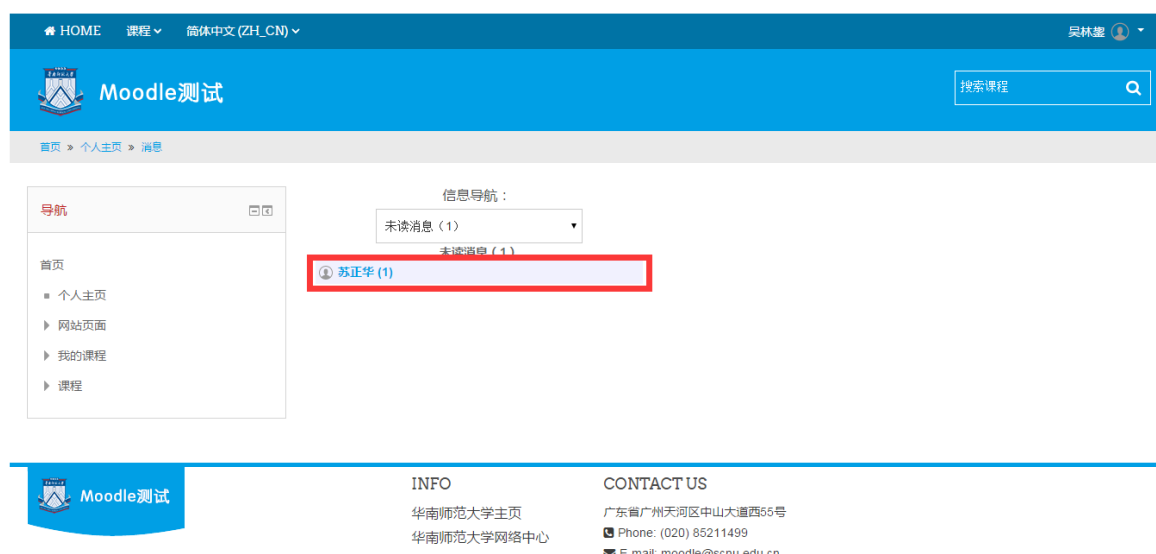 HOME 课程 简体中文 (ZH_CN) 吴林鋆
Moodle测试
搜索课程
首页 » 个人主页 » 消息
导航
首页
个人主页
网站页面
我的课程
课程
信息导航：
未读消息（1）
未读消息（1）
苏正华 (1)
Moodle测试
INFO
华南师范大学主页
华南师范大学网络中心
CONTACT US
广东省广州天河区中山大道西55号
Phone: (020) 85211499
E-mail: moodle@scnu.edu.cn